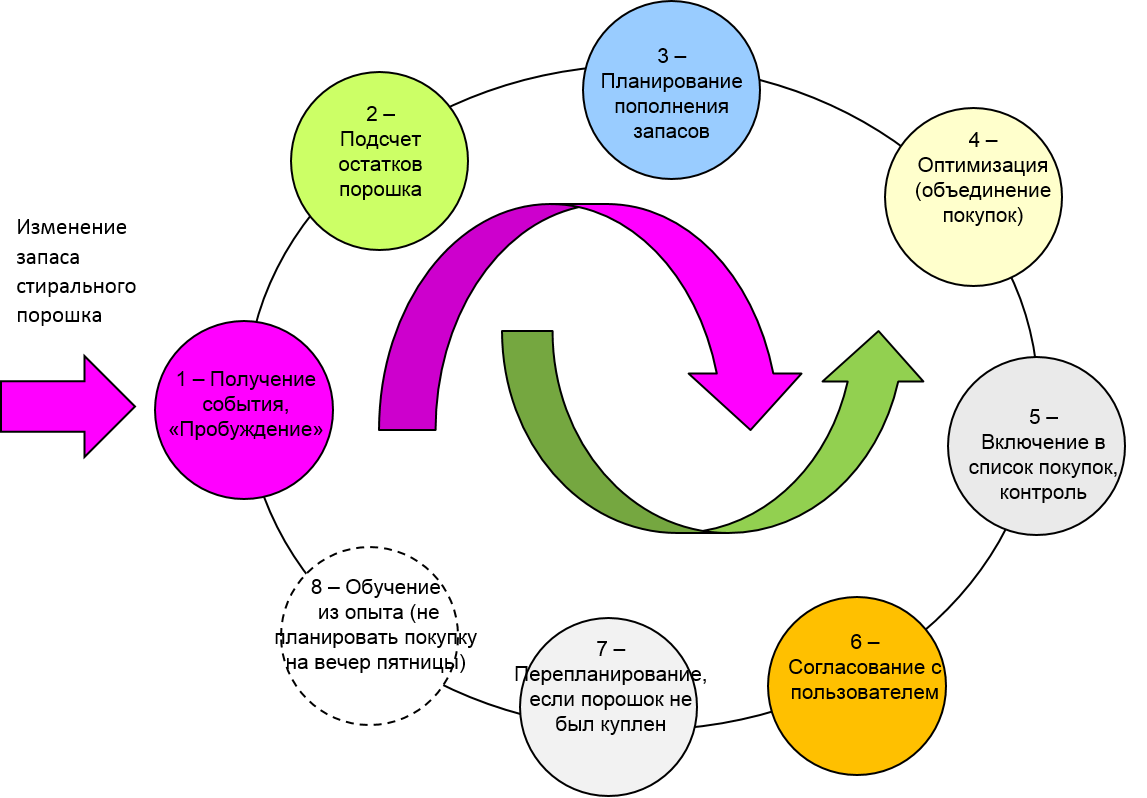 Изменение
запаса
стирального
порошка
1 – Получение
события,
«Пробуждение»
2 –
Подсчет
остатков
порошка
3 –
Планирование
пополнения
запасов
4 –
Оптимизация
(объединение
покупок)
5 –
Включение в
список покупок,
контроль
6 –
Согласование с
пользователем
7 –
Перепланирование,
если порошок не
был куплен
8 – Обучение
из опыта (не
планировать покупку
на вечер пятницы)